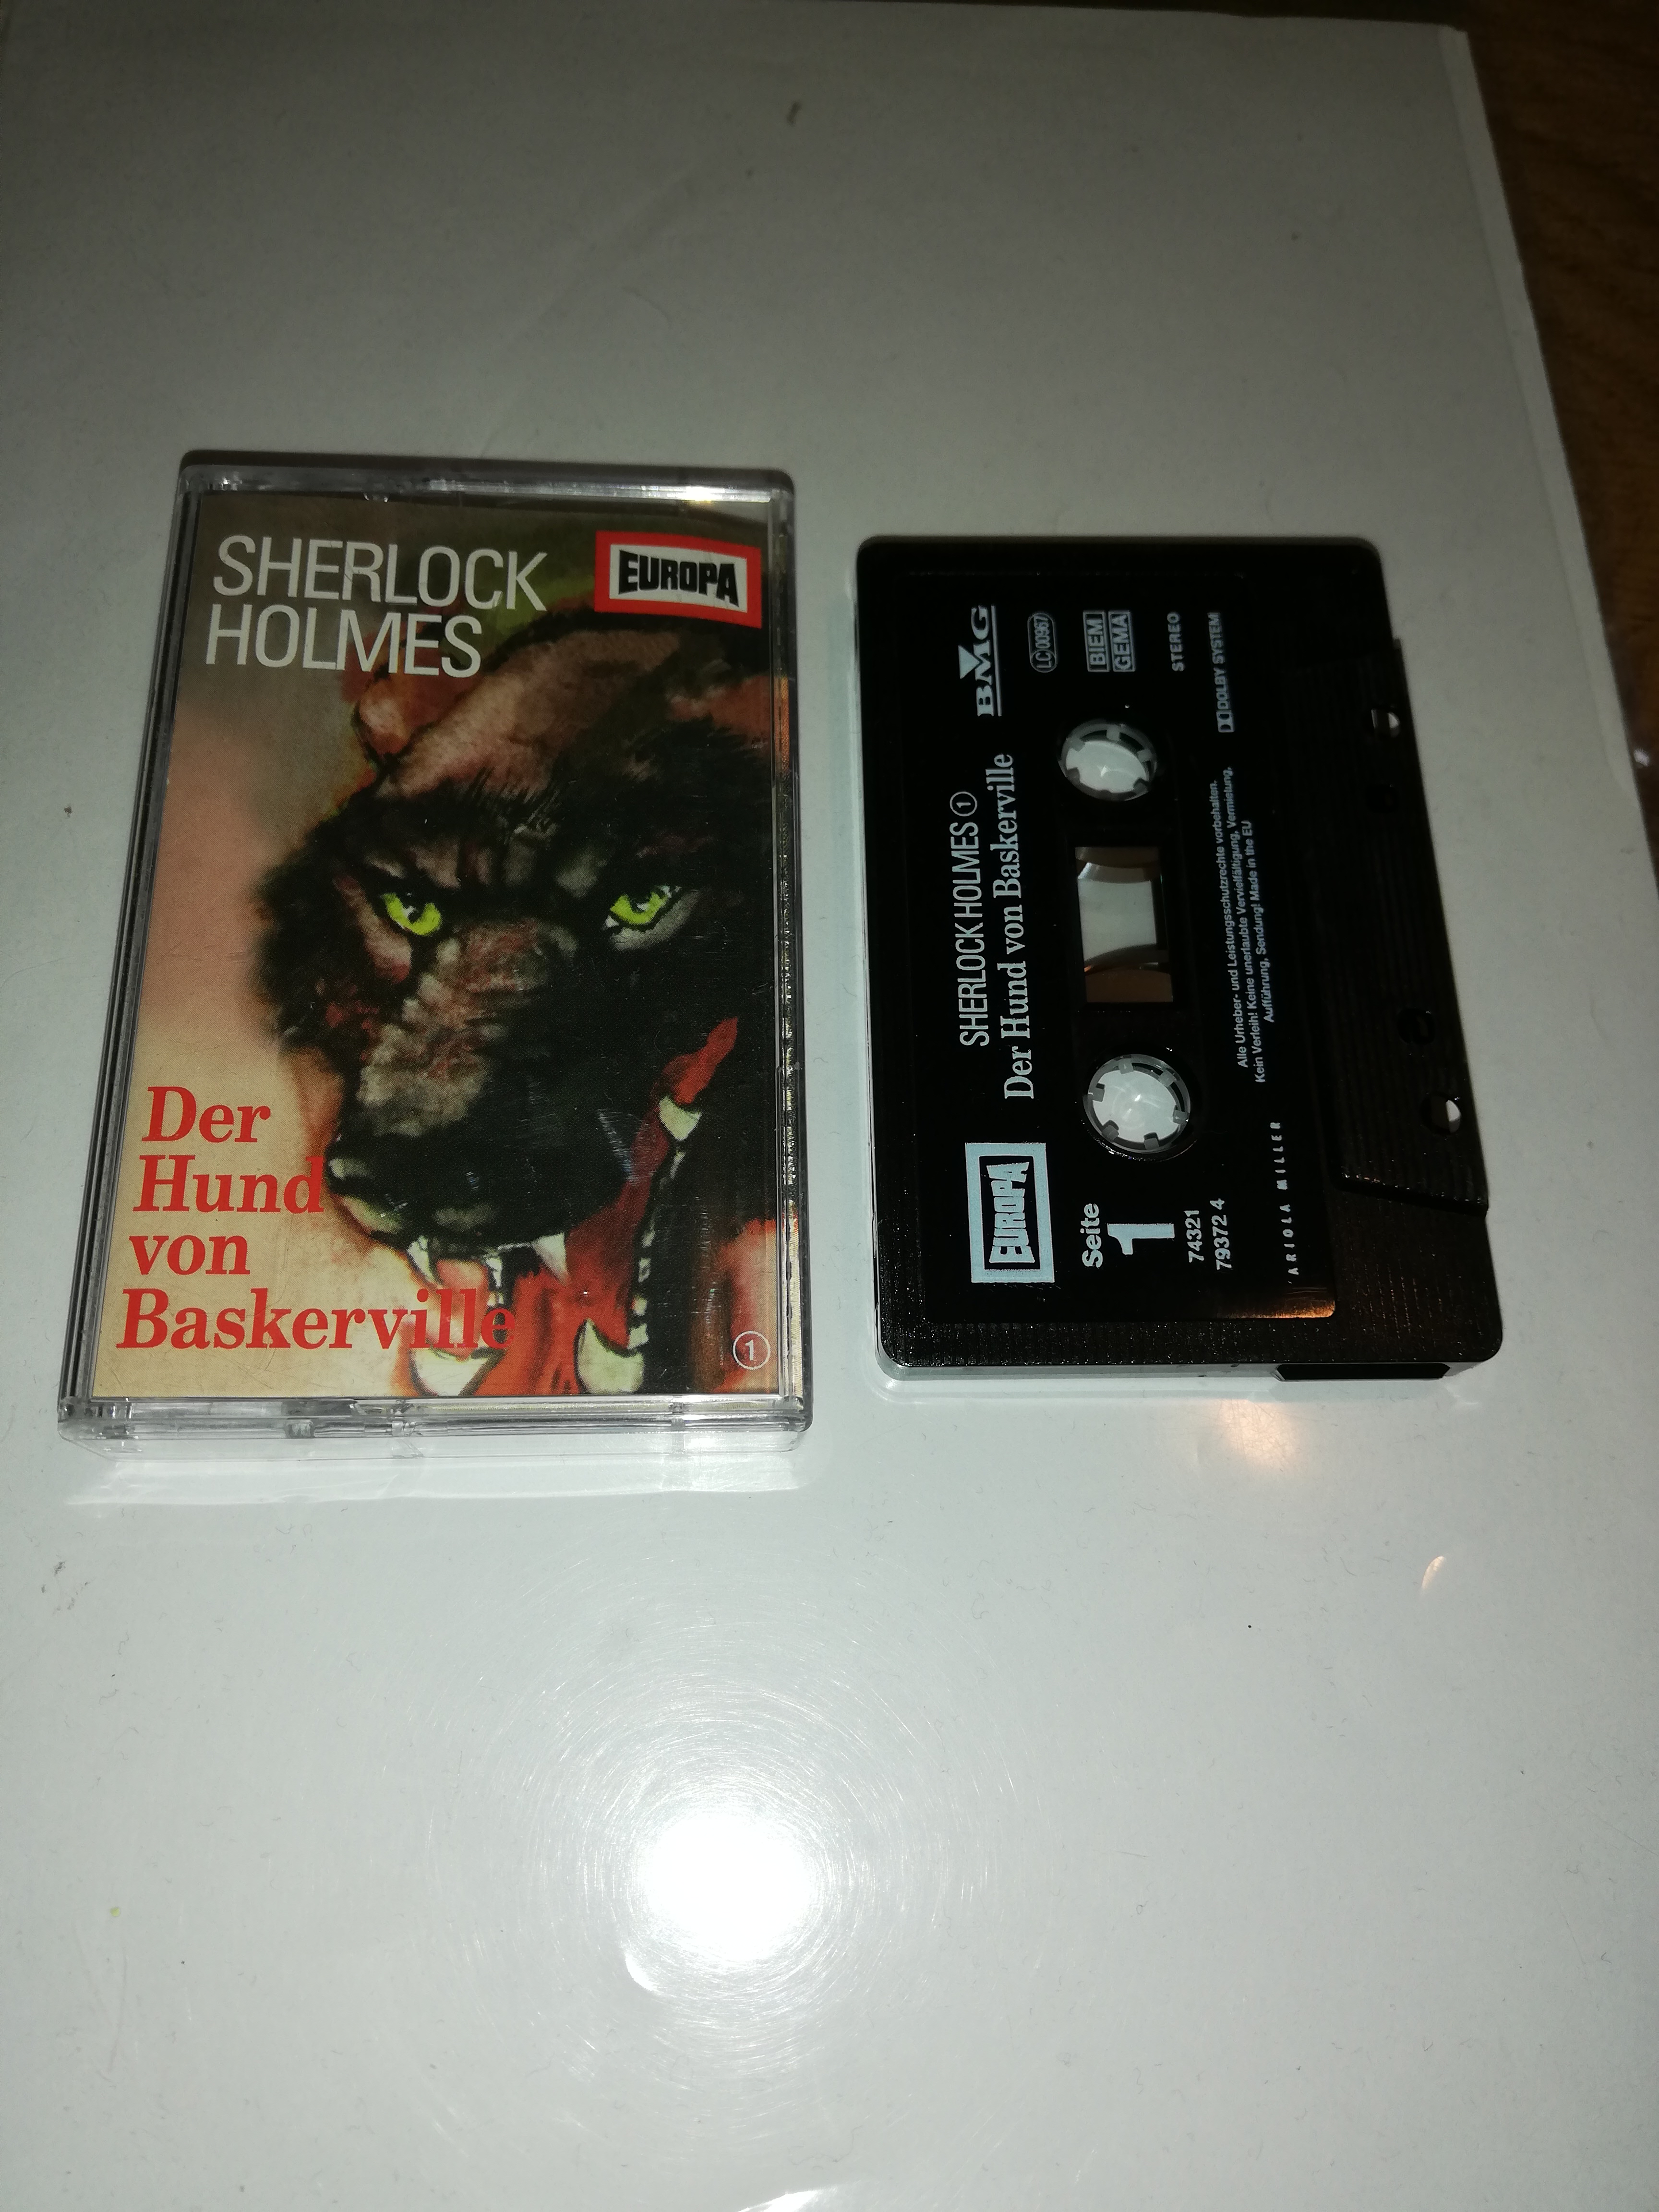 SHERLOCK
HOLMES
EUROPA
Der
Hund
von
Baskerville
1
EUROPA
SHERLOCK HOLMES 1
Der Hund von Baskerville
BMG
LC 00967
BIEM
GEMA
STEREO
DOLBY SYSTEM
Seite
1
74321
79372 4
Alle Urheber- und Leistungsschutzrechte vorbehalten.
Kein Verleih! Keine unerlaubte Vervielfältigung, Vermietung,
Aufführung, Sendung! Made in the EU
ARIOLA MILLER